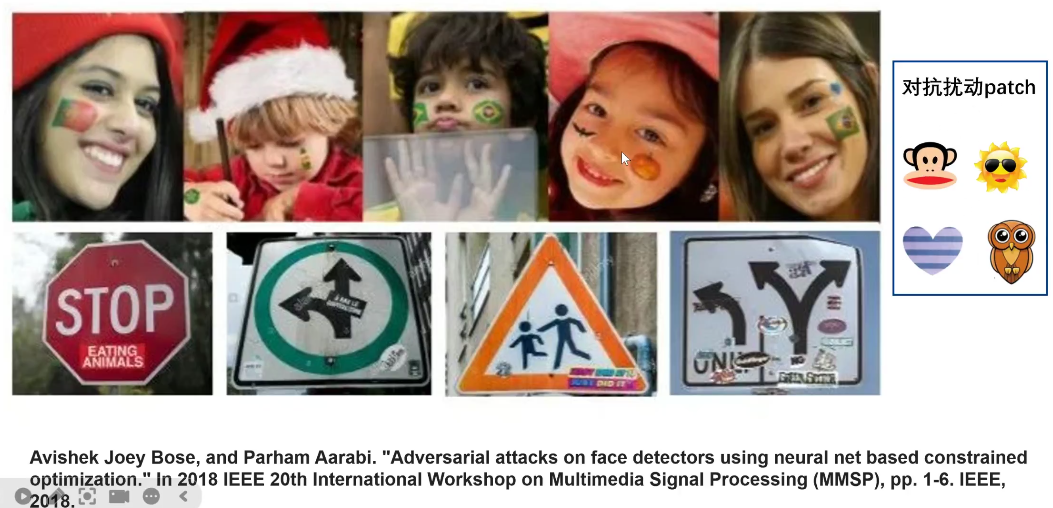 对抗扰动patch
STOP
EATING
ANIMALS
Avishek Joey Bose, and Parham Aarabi. "Adversarial attacks on face detectors using neural net based constrained
optimization." In 2018 IEEE 20th International Workshop on Multimedia Signal Processing (MMSP), pp. 1-6. IEEE,
2018.